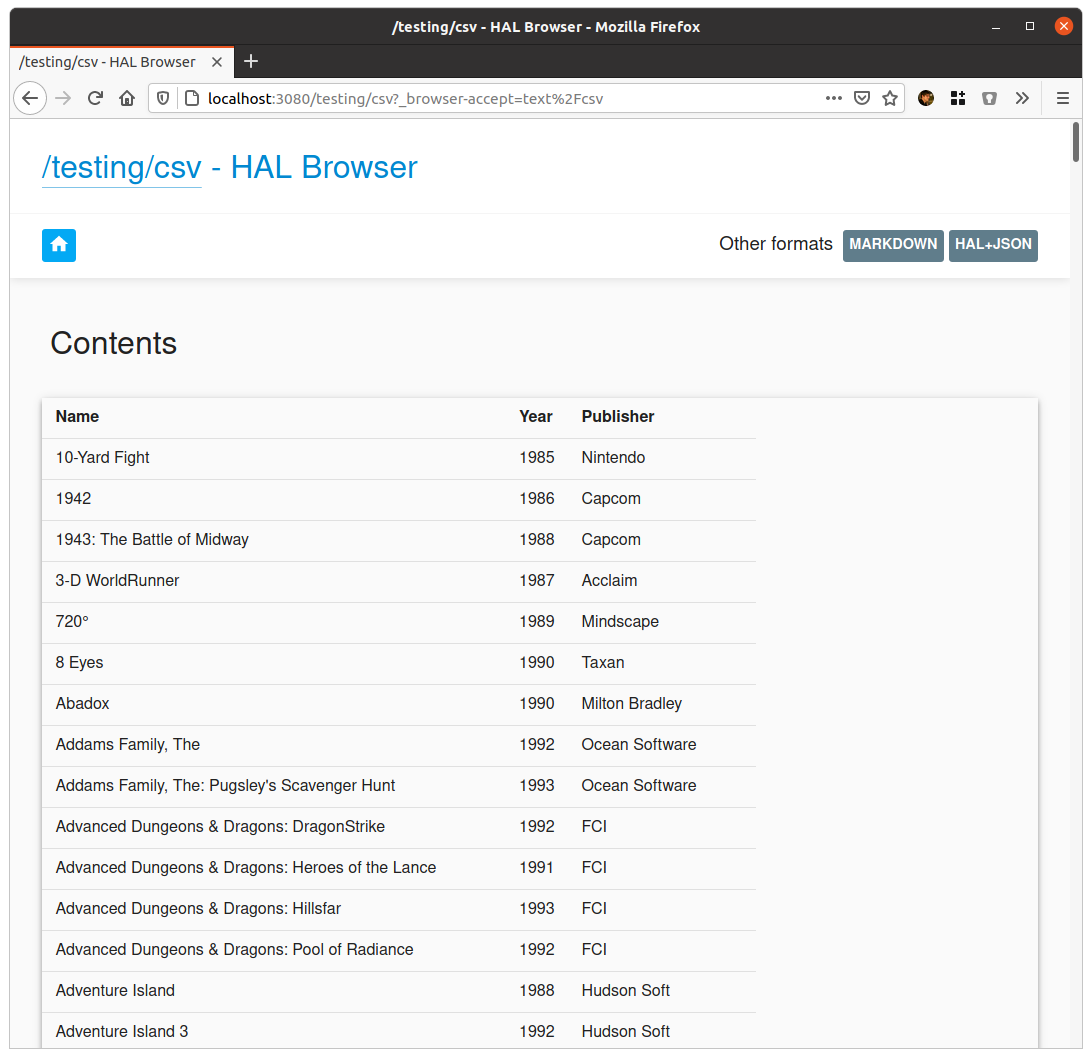 /testing/csv - HAL Browser - Mozilla Firefox
/testing/csv - HAL Browser
localhost:3080/testing/csv?_browser-accept=text%2Fcsv
/testing/csv - HAL Browser
Other formats MARKDOWN HAL+JSON
Contents
Name Year Publisher
10-Yard Fight 1985 Nintendo
1942 1986 Capcom
1943: The Battle of Midway 1988 Capcom
3-D WorldRunner 1987 Acclaim
720° 1989 Mindscape
8 Eyes 1990 Taxan
Abadox 1990 Milton Bradley
Addams Family, The 1992 Ocean Software
Addams Family, The: Pugsley's Scavenger Hunt 1993 Ocean Software
Advanced Dungeons & Dragons: DragonStrike 1992 FCI
Advanced Dungeons & Dragons: Heroes of the Lance 1991 FCI
Advanced Dungeons & Dragons: Hillsfar 1993 FCI
Advanced Dungeons & Dragons: Pool of Radiance 1992 FCI
Adventure Island 1988 Hudson Soft
Adventure Island 3 1992 Hudson Soft